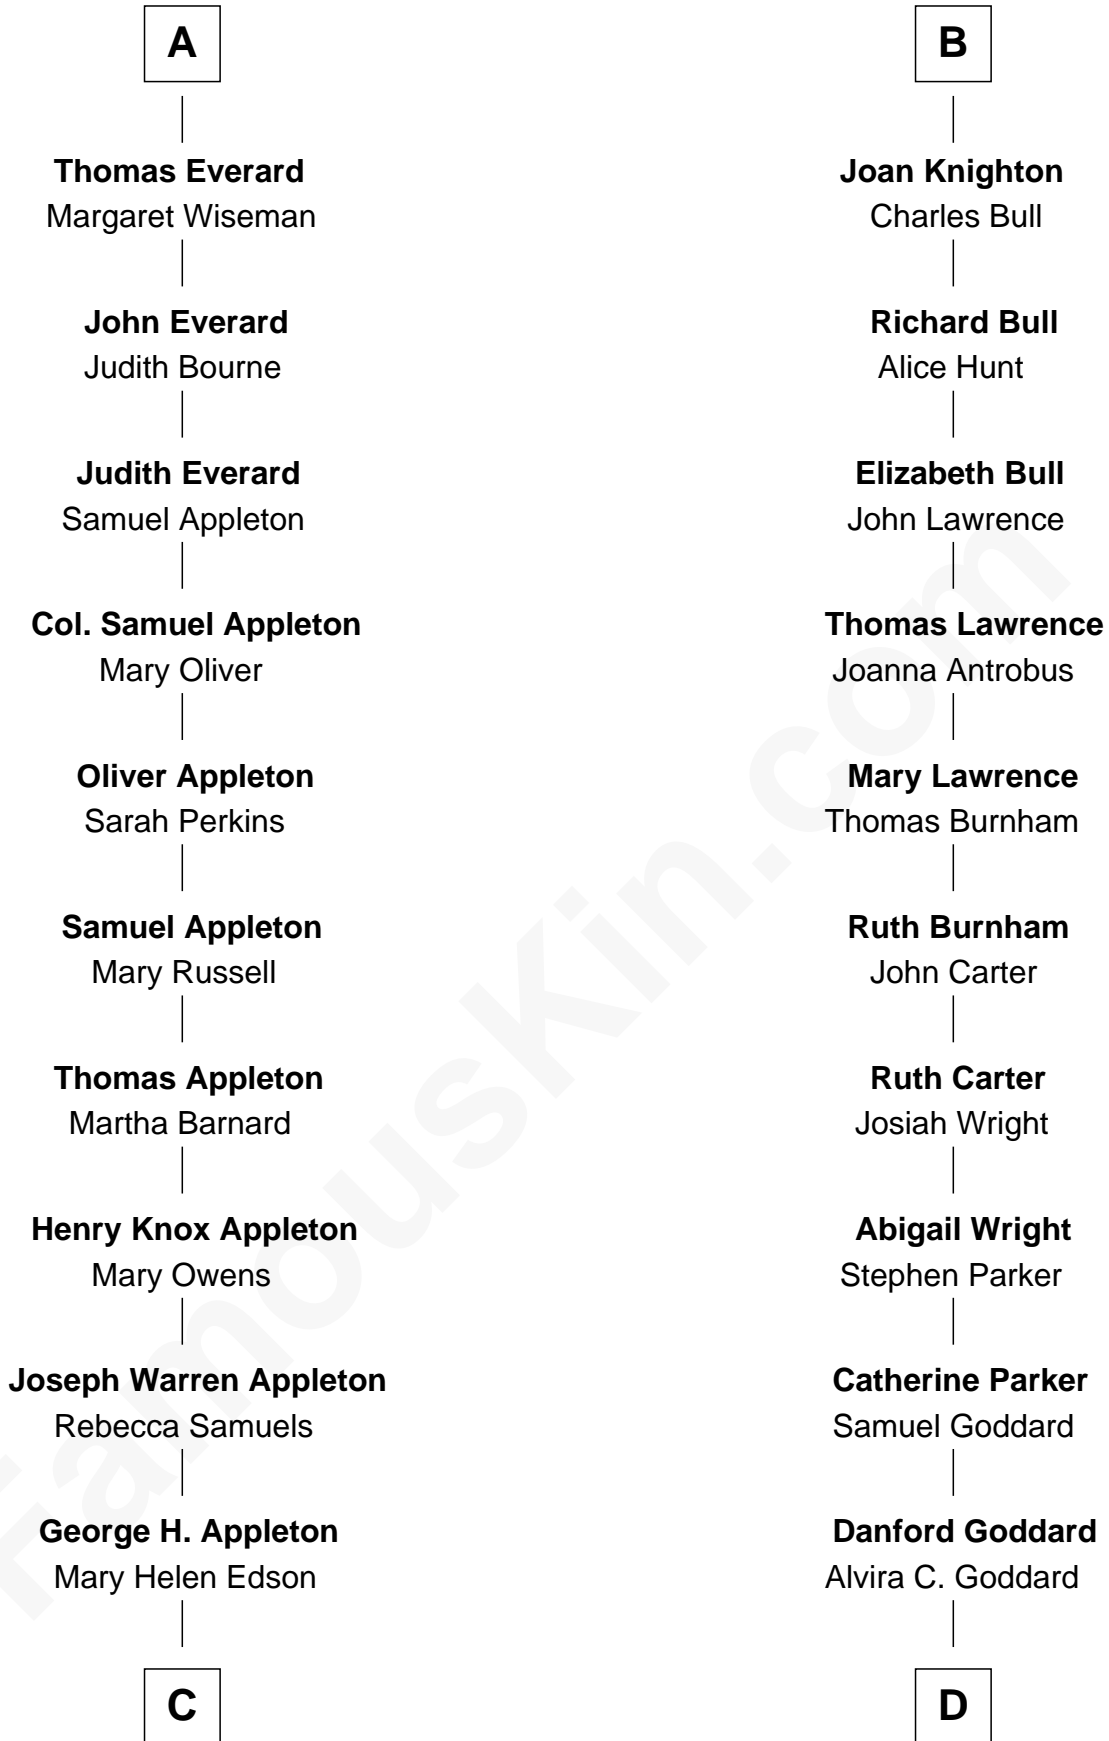 A
Thomas Everard
Margaret Wiseman
John Everard
Judith Bourne
Judith Everard
Samuel Appleton
Col. Samuel Appleton
Mary Oliver
Oliver Appleton
Sarah Perkins
Samuel Appleton
Mary Russell
Thomas Appleton
Martha Barnard
Henry Knox Appleton
Mary Owens
Joseph Warren Appleton
Rebecca Samuels
George H. Appleton
Mary Helen Edson
C
B
Joan Knighton
Charles Bull
Richard Bull
Alice Hunt
Elizabeth Bull
John Lawrence
Thomas Lawrence
Joanna Antrobus
Mary Lawrence
Thomas Burnham
Ruth Burnham
John Carter
Ruth Carter
Josiah Wright
Abigail Wright
Stephen Parker
Catherine Parker
Samuel Goddard
Danford Goddard
Alvira C. Goddard
D
FamousKin.com